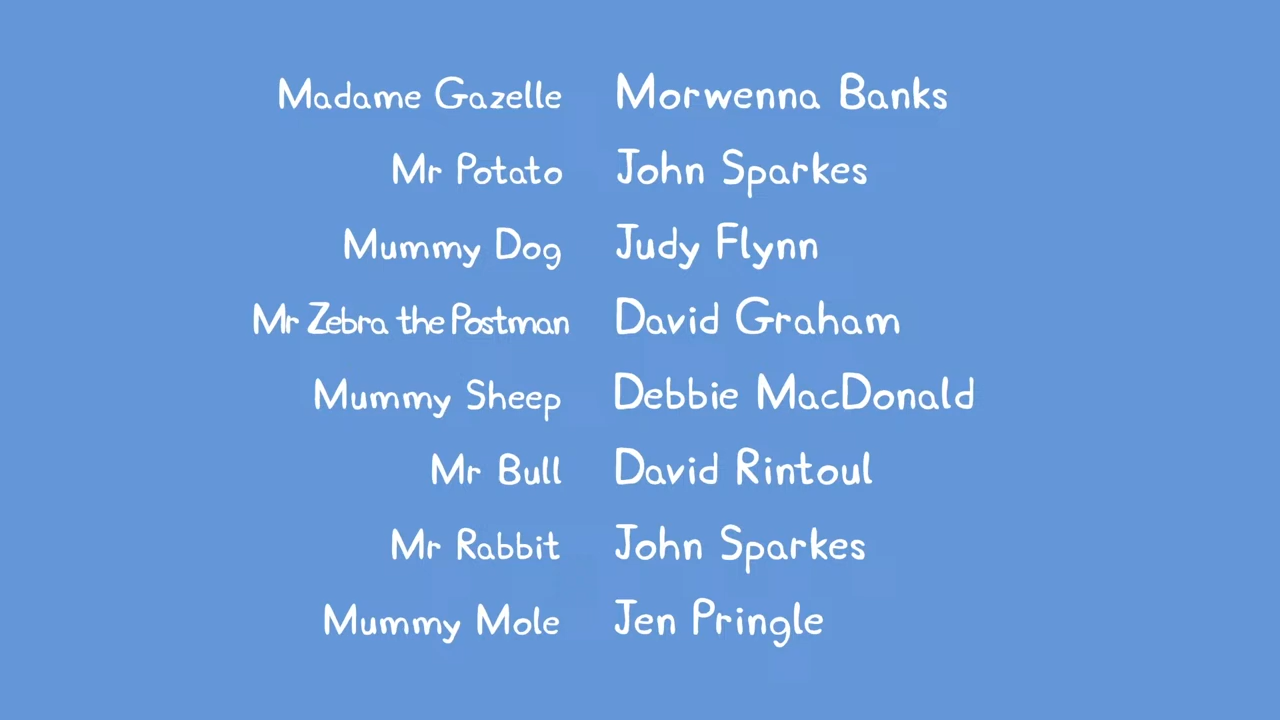 Madame Gazelle Morwenna Banks
Mr Potato John Sparkes
Mummy Dog Judy Flynn
Mr Zebra the Postman David Graham
Mummy Sheep Debbie MacDonald
Mr Bull David Rintoul
Mr Rabbit John Sparkes
Mummy Mole Jen Pringle